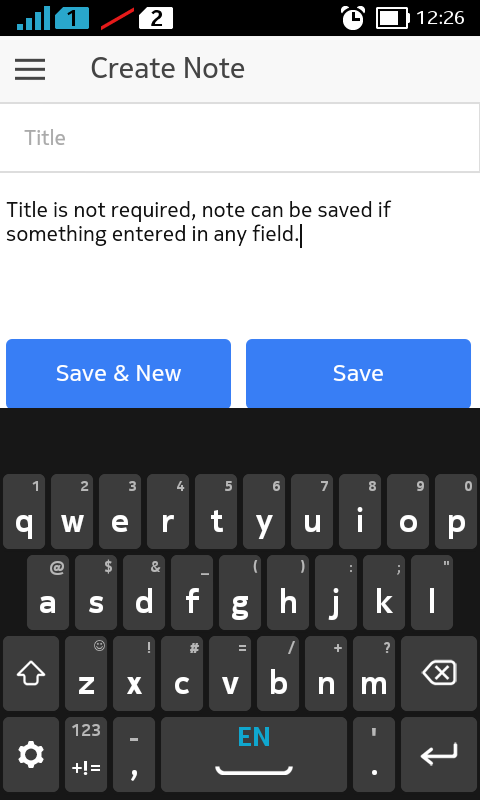 1 2 12:26
Create Note
Title
Title is not required, note can be saved if
something entered in any field.
Save & New Save
1 2 3 4 5 6 7 8 9 0
q w e r t y u i o p
@ $ & _ ( ) : ; "
a s d f g h j k l
☺ ! # = / + ?
z x c v b n m
123 - EN '
+!= , .